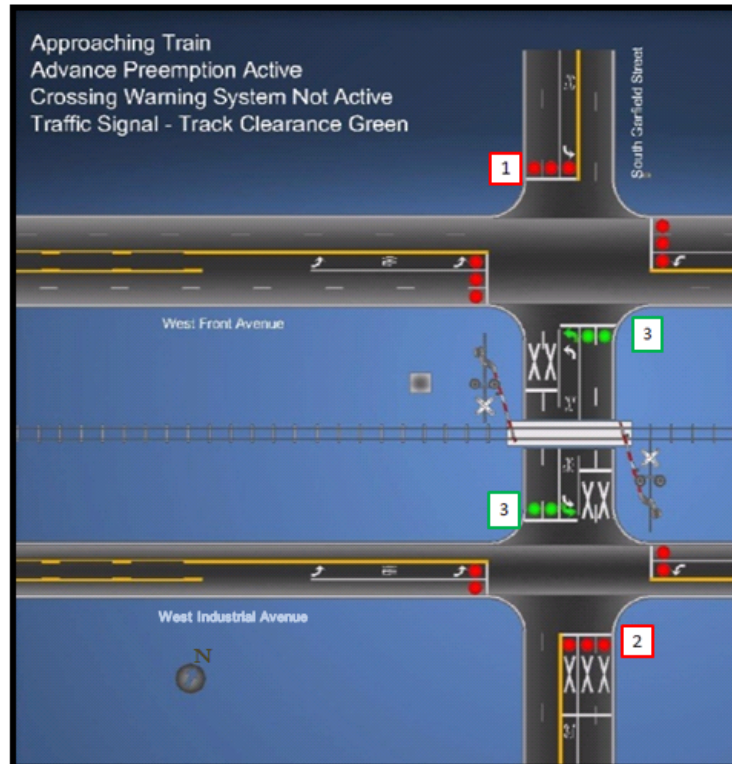 Approaching Train
Advance Preemption Active
Crossing Warning System Not Active
Traffic Signal - Track Clearance Green
South Garfield Street
1
West Front Avenue
3
3
West Industrial Avenue
2
N